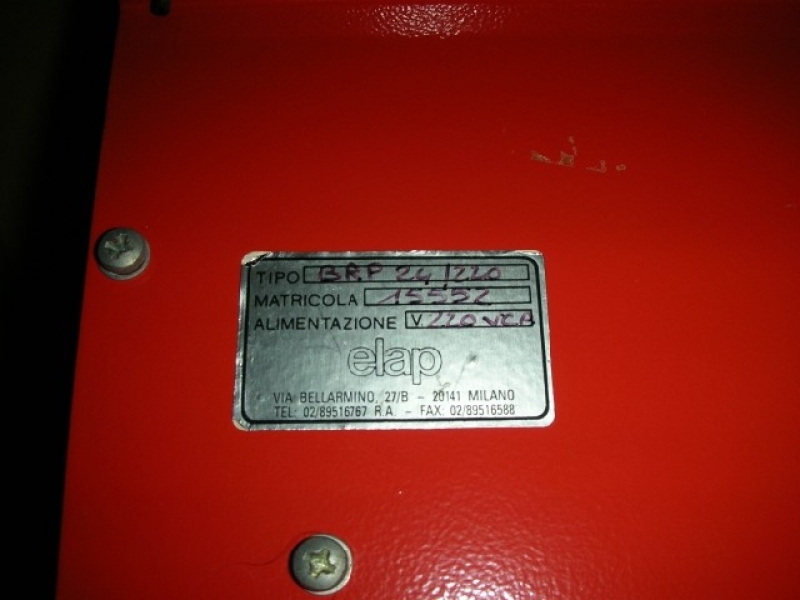 TIPO BRP 24/220
MATRICOLA 15552
ALIMENTAZIONE V 220 VCA
elap
VIA BELLARMINO, 27/B - 20141 MILANO
TEL: 02/89516767 R.A. - FAX: 02/89516588